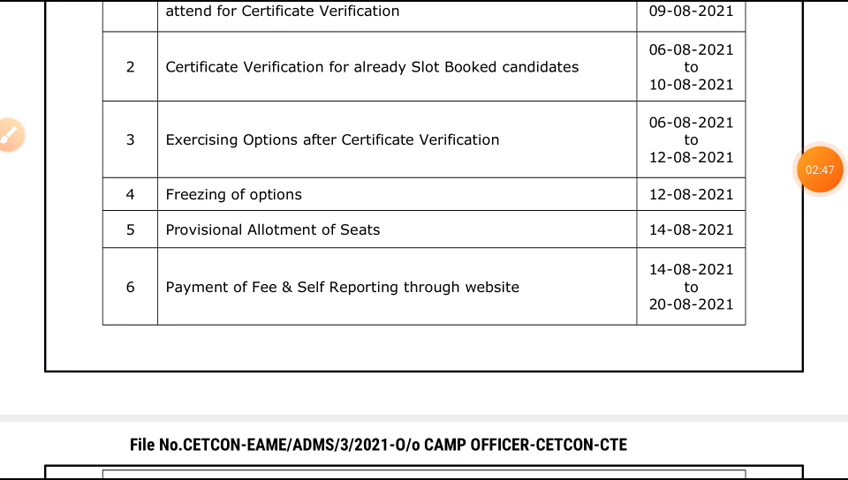 attend for Certificate Verification 09-08-2021
2 Certificate Verification for already Slot Booked candidates 06-08-2021 to 10-08-2021
3 Exercising Options after Certificate Verification 06-08-2021 to 12-08-2021
4 Freezing of options 12-08-2021
5 Provisional Allotment of Seats 14-08-2021
6 Payment of Fee & Self Reporting through website 14-08-2021 to 20-08-2021
02:47
File No.CETCON-EAME/ADMS/3/2021-O/o CAMP OFFICER-CETCON-CTE